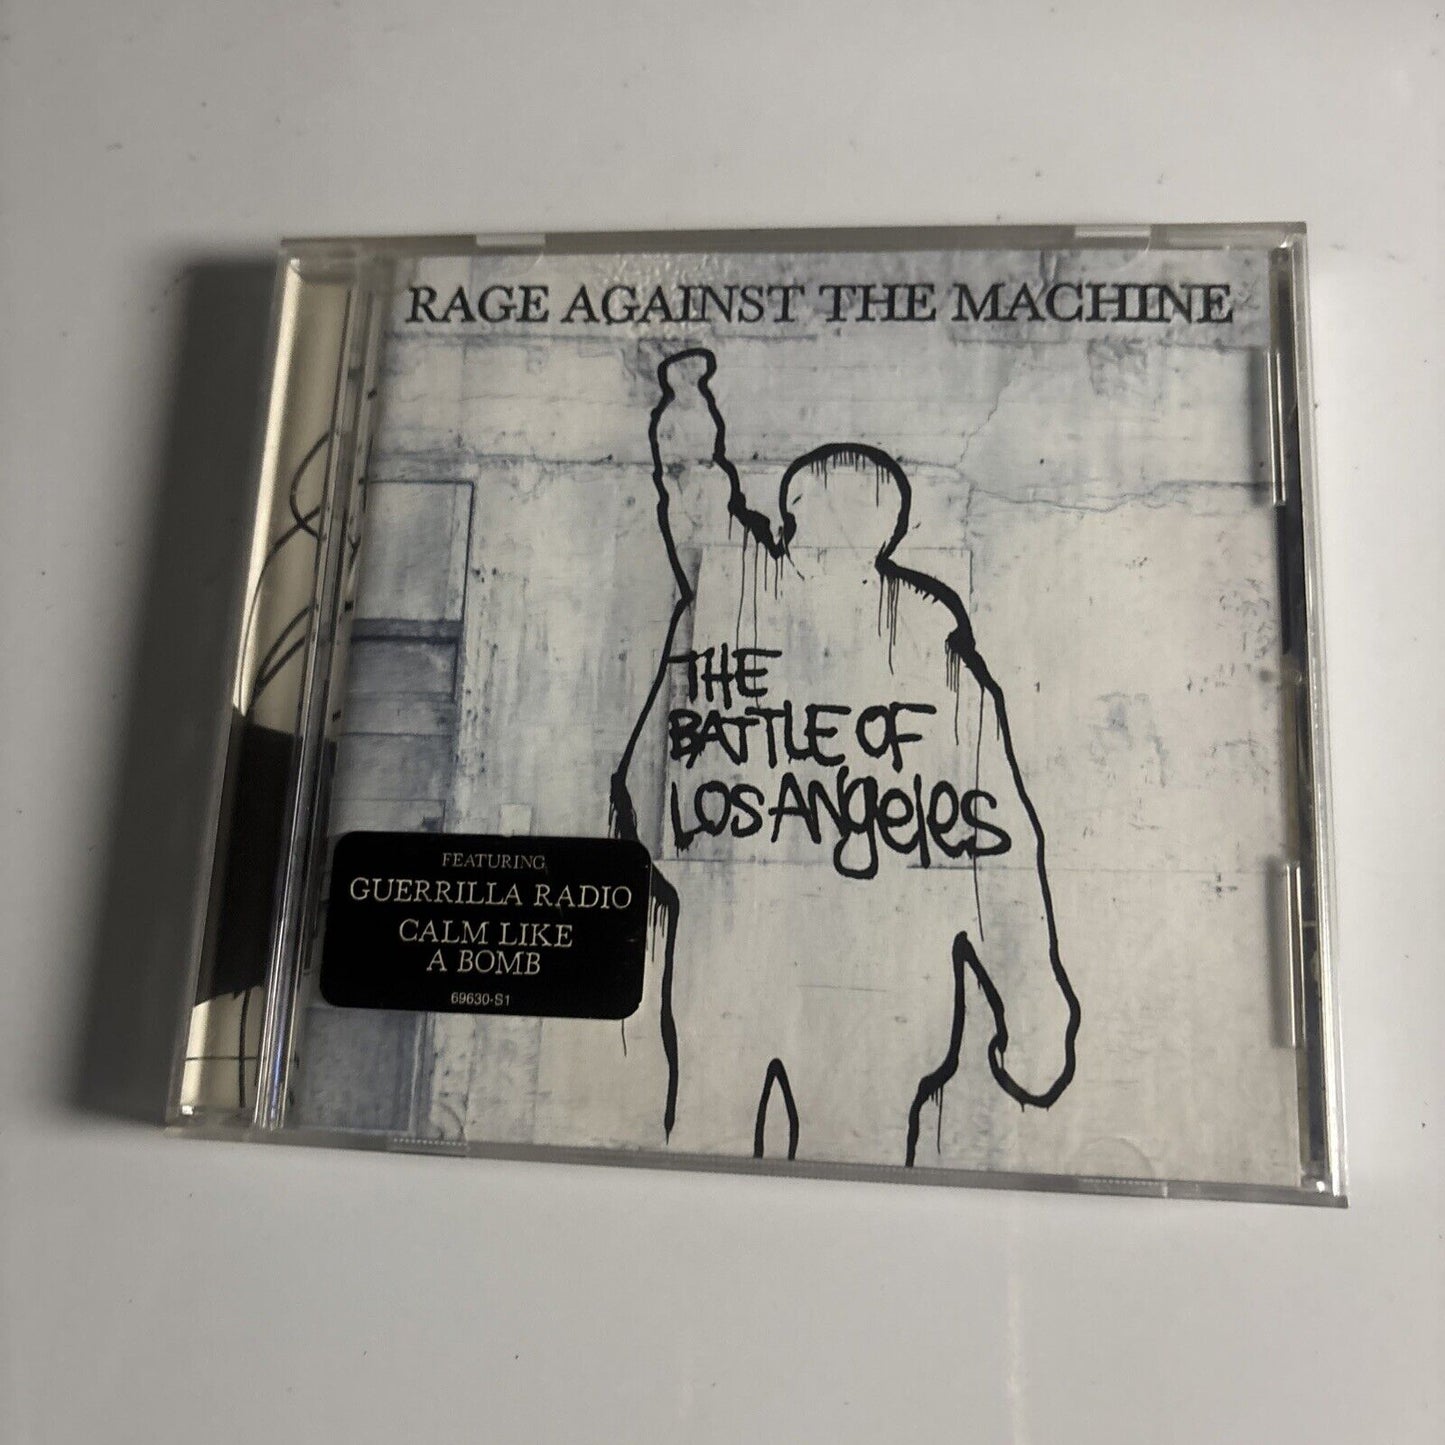 RAGE AGAINST THE MACHINE
THE
BATTLE OF
LOS ANgeleS
FEATURING
GUERRILLA RADIO
CALM LIKE
A BOMB
69630-S1